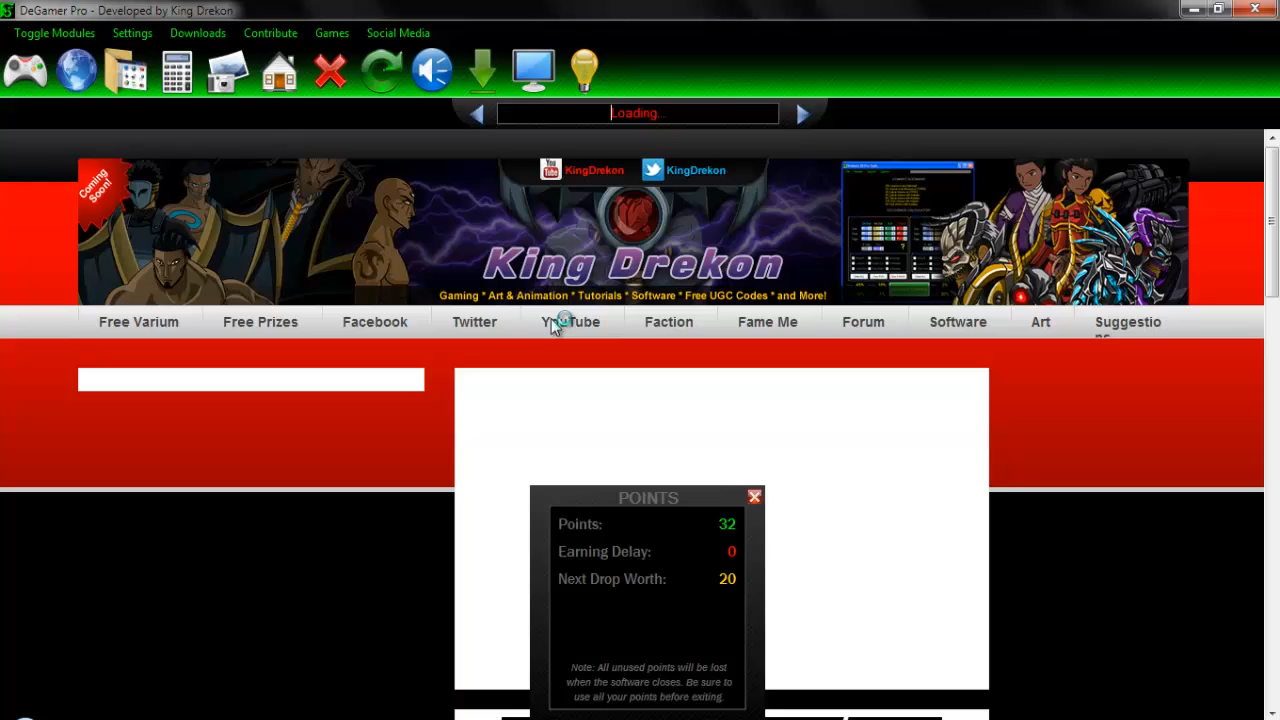 DeGamer Pro - Developed by King Drekon
Toggle Modules Settings Downloads Contribute Games Social Media
Loading...
Coming Soon!
You Tube KingDrekon KingDrekon
King Drekon
Gaming * Art & Animation * Tutorials * Software * Free UGC Codes * and More!
Free Varium Free Prizes Facebook Twitter YouTube Faction Fame Me Forum Software Art Suggestio
ns
POINTS
Points: 32
Earning Delay: 0
Next Drop Worth: 20
Note: All unused points will be lost
when the software closes. Be sure to
use all your points before exiting.